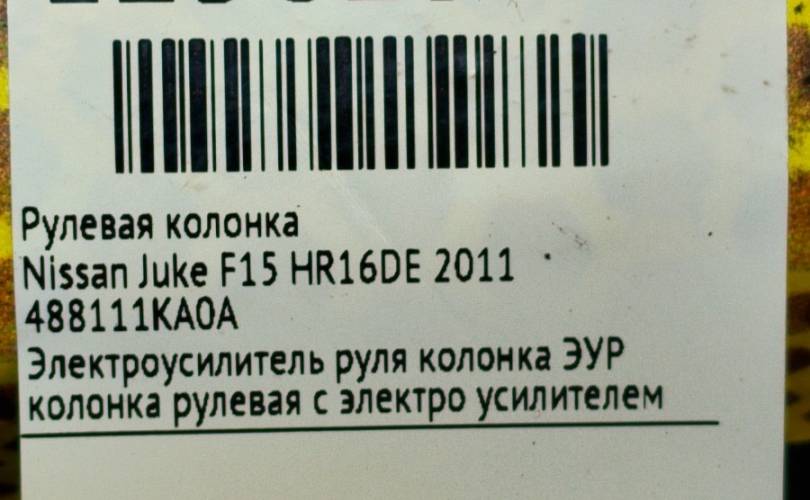 Рулевая колонка
Nissan Juke F15 HR16DE 2011
488111KA0A
Электроусилитель руля колонка ЭУР
колонка рулевая с электро усилителем